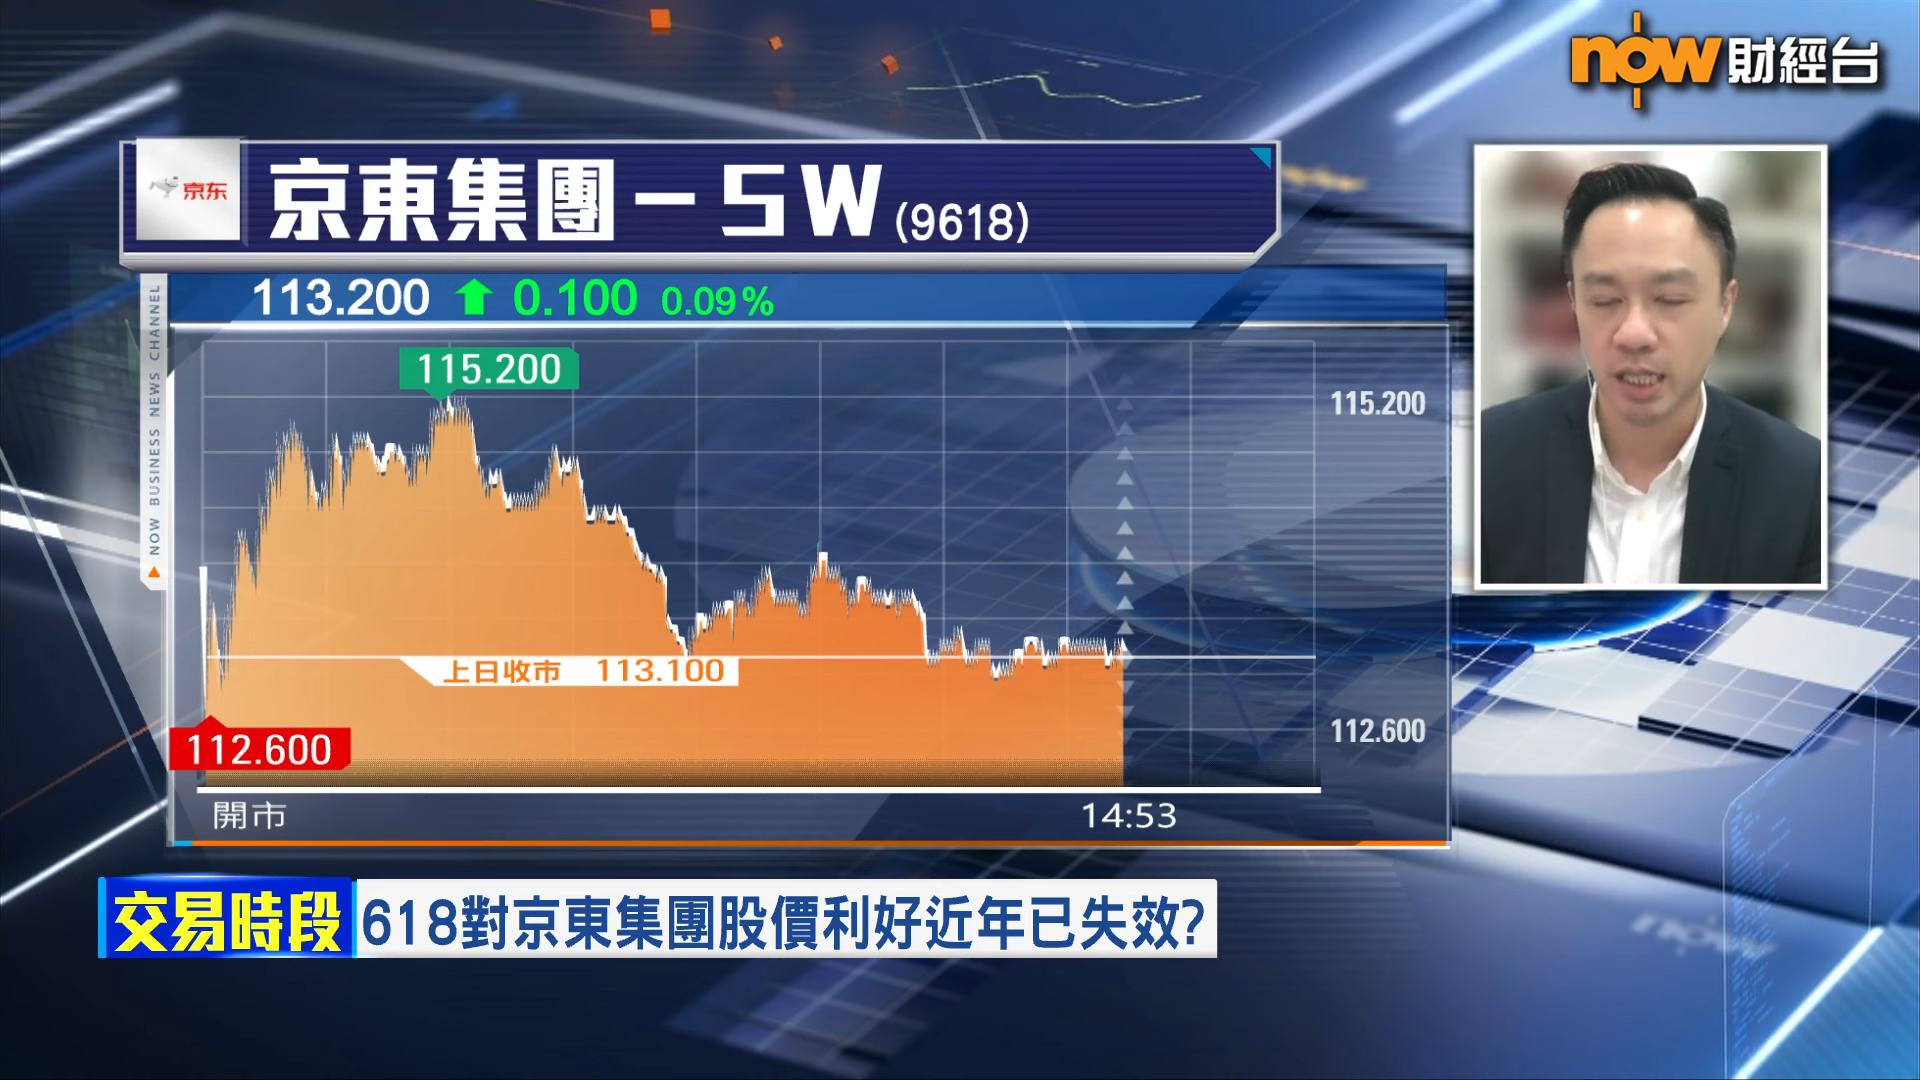 now 財經台
京东
京東集團－SW (9618)
113.200 0.100 0.09%
NOW BUSINESS NEWS CHANNEL
115.200
115.200
上日收市 113.100
112.600
112.600
開市
14:53
交易時段
618對京東集團股價利好近年已失效?